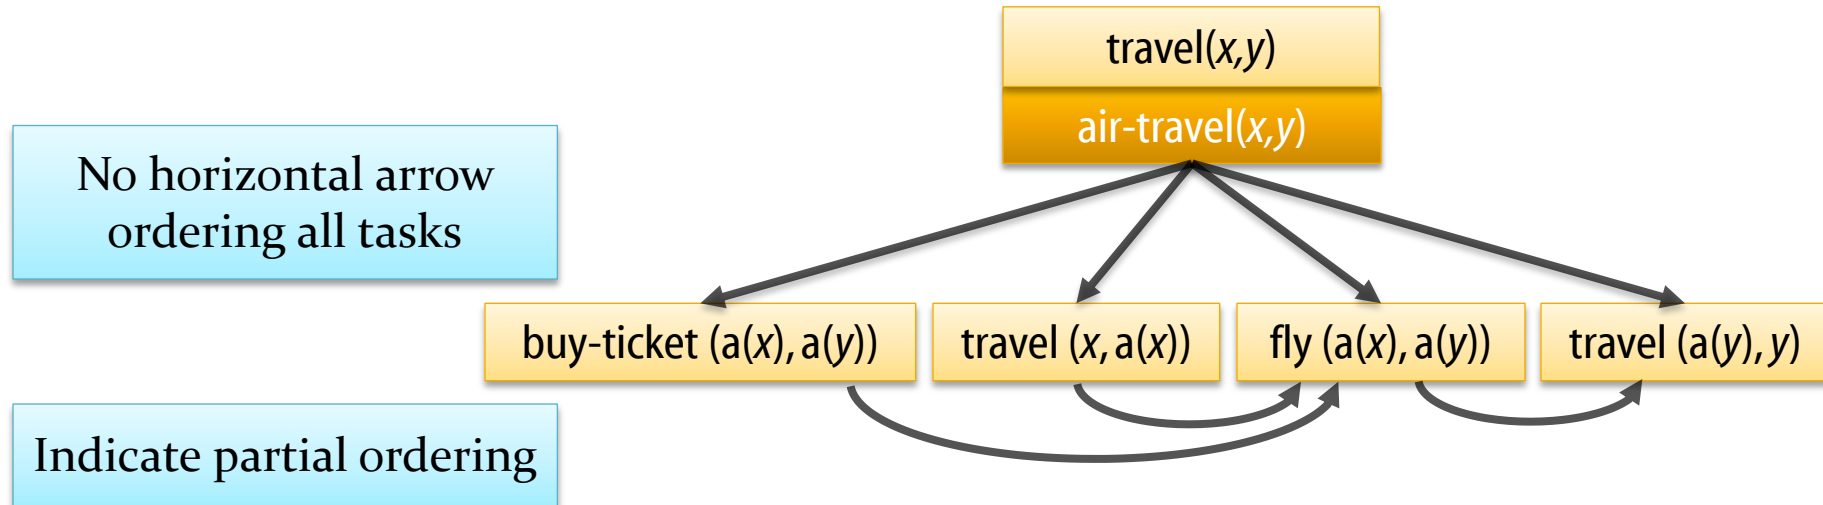 travel(x,y)
air-travel(x,y)
No horizontal arrow
ordering all tasks
buy-ticket (a(x), a(y))
travel (x, a(x))
fly (a(x), a(y))
travel (a(y), y)
Indicate partial ordering